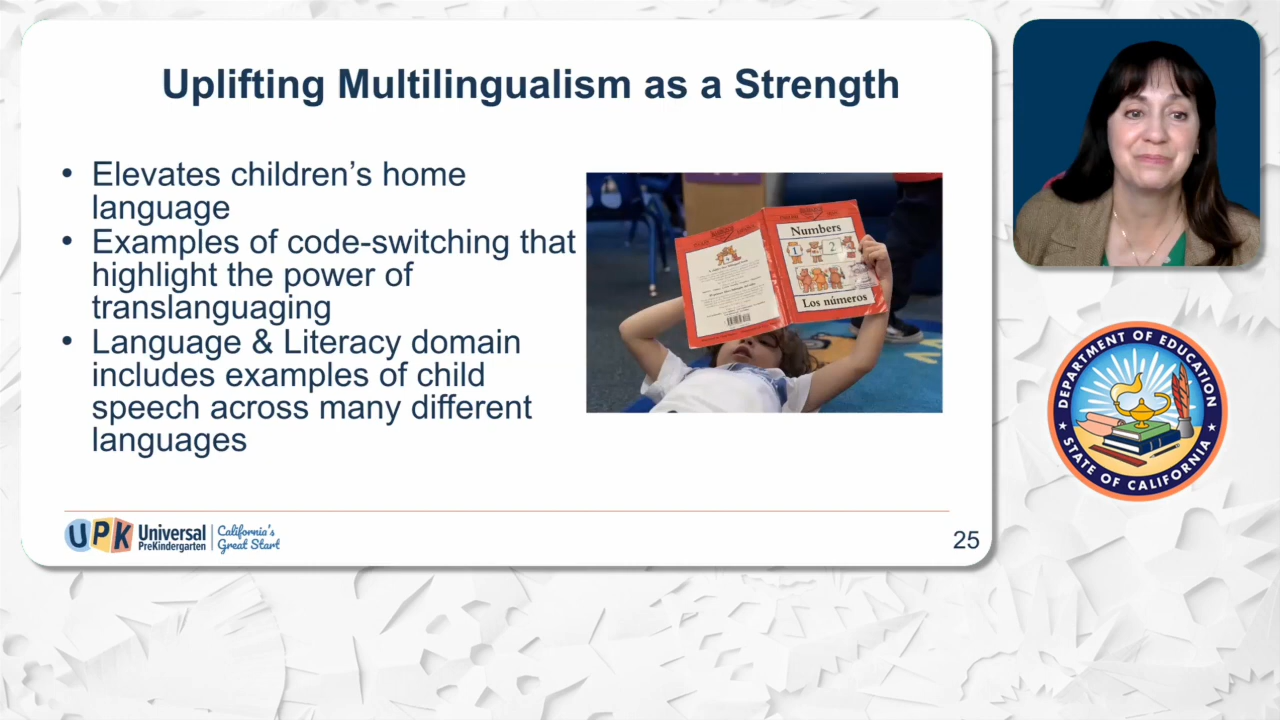 Uplifting Multilingualism as a Strength
• Elevates children’s home
language
• Examples of code-switching that
highlight the power of
translanguaging
• Language & Literacy domain
includes examples of child
speech across many different
languages
Numbers
1
2
Los números
UPK Universal PreKindergarten
California's Great Start
25
DEPARTMENT OF EDUCATION
STATE OF CALIFORNIA